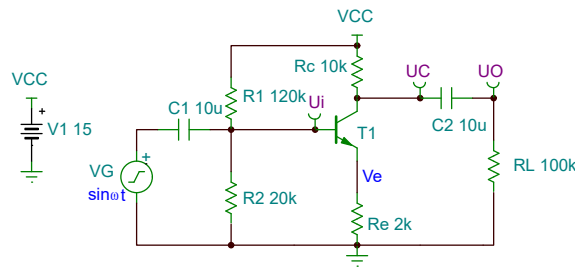 VCC
V1 15
VG
sinωt
C1 10u
R1 120k
R2 20k
Ui
VCC
Rc 10k
T1
Ve
Re 2k
UC
C2 10u
UO
RL 100k